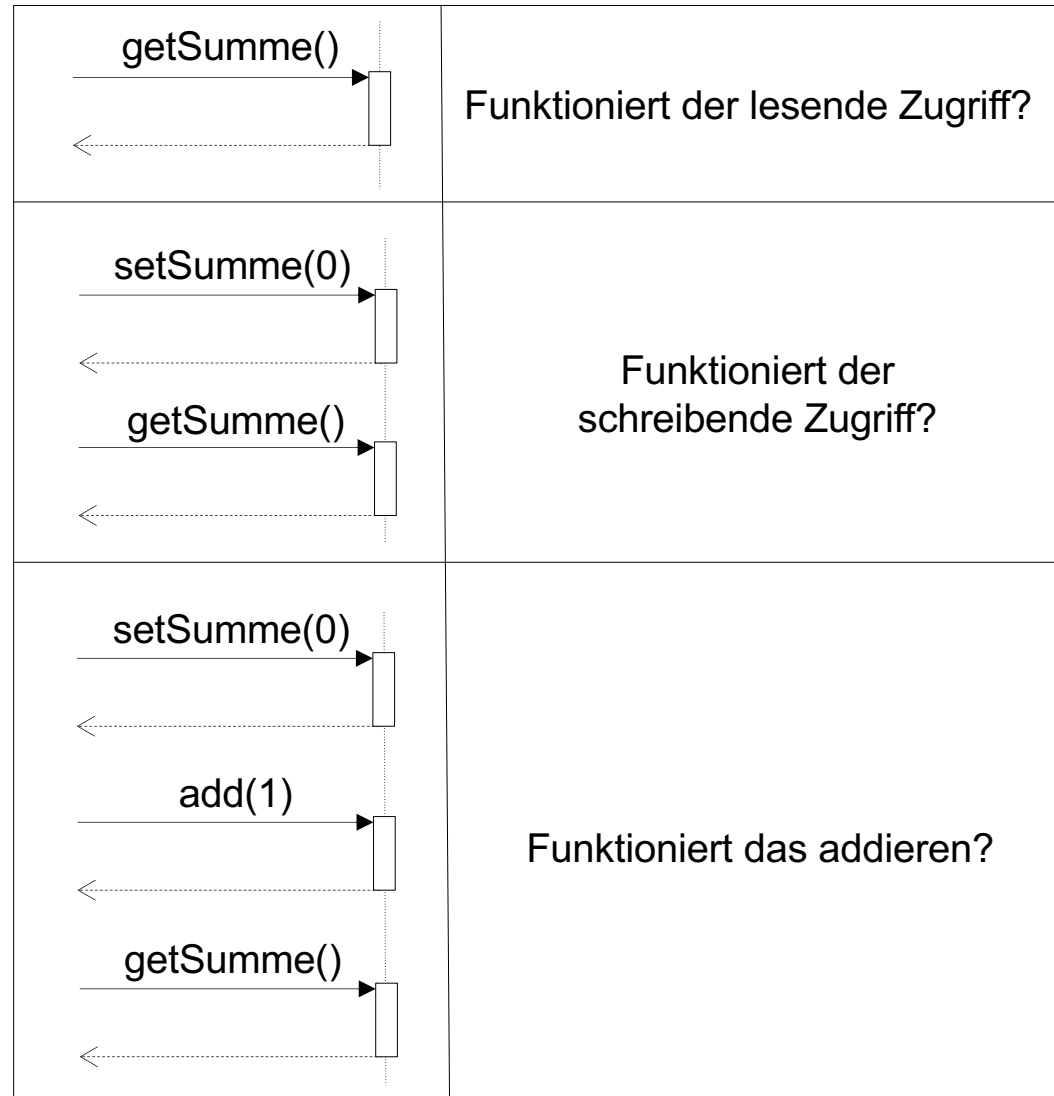 getSumme()
Funktioniert der lesende Zugriff?
setSumme(0)
getSumme()
Funktioniert der
schreibende Zugriff?
setSumme(0)
add(1)
getSumme()
Funktioniert das addieren?